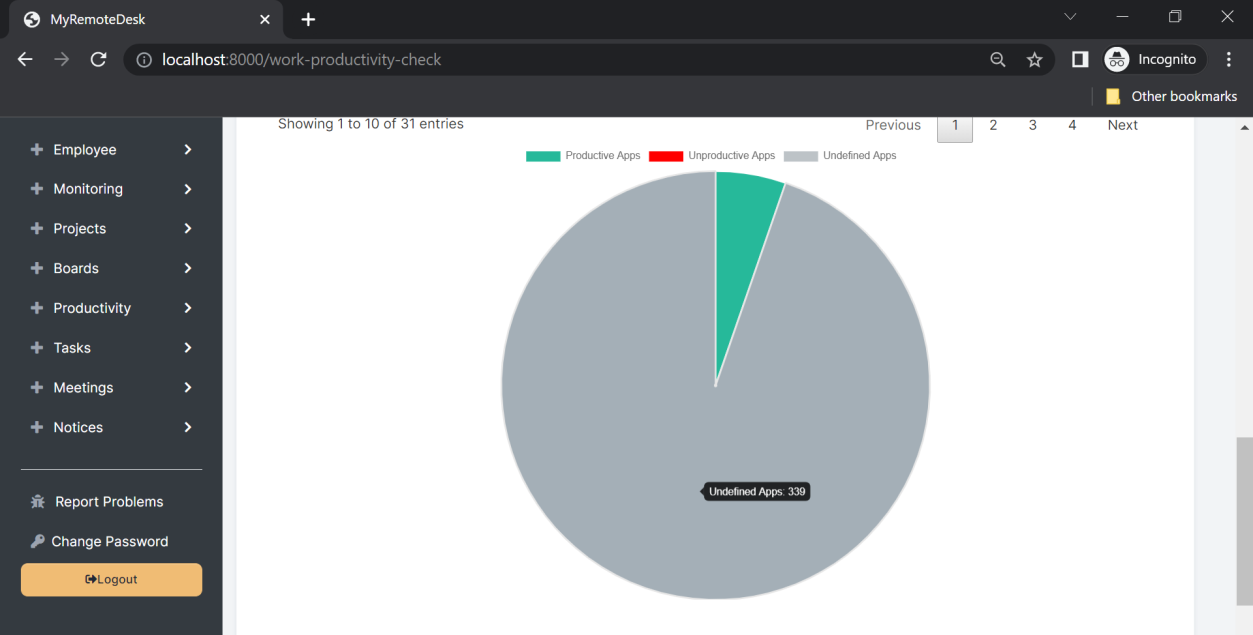 MyRemoteDesk
localhost:8000/work-productivity-check
Incognito
Other bookmarks
Employee
Monitoring
Projects
Boards
Productivity
Tasks
Meetings
Notices
Report Problems
Change Password
Logout
Showing 1 to 10 of 31 entries
Previous 1 2 3 4 Next
Productive Apps Unproductive Apps Undefined Apps
Undefined Apps: 339